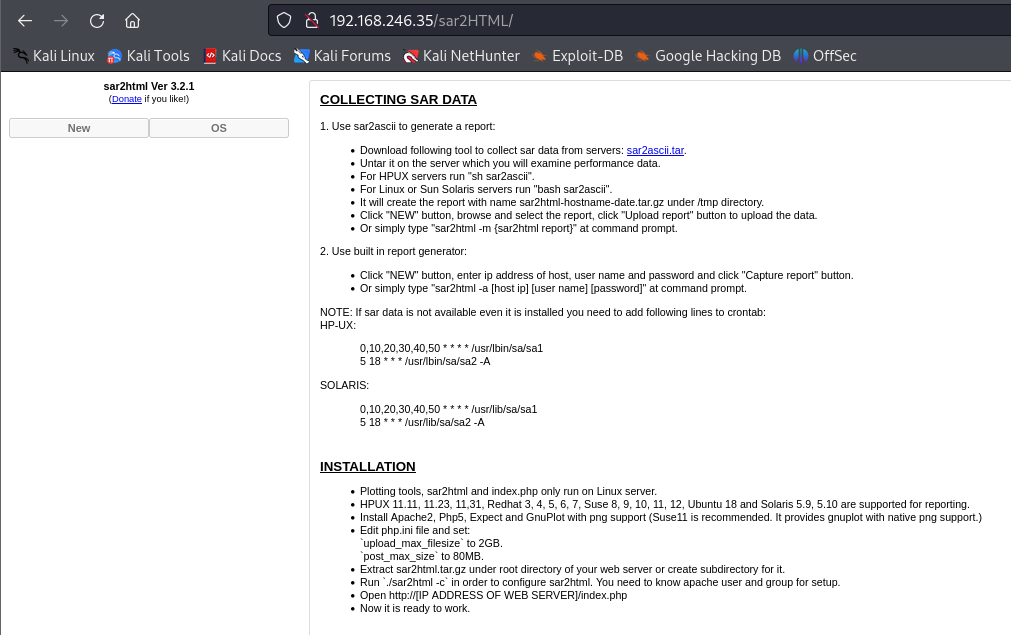 192.168.246.35/sar2HTML/
Kali Linux Kali Tools Kali Docs Kali Forums Kali NetHunter Exploit-DB Google Hacking DB OffSec
sar2html Ver 3.2.1
(Donate if you like!)
New OS
COLLECTING SAR DATA
1. Use sar2ascii to generate a report:
• Download following tool to collect sar data from servers: sar2ascii.tar.
• Untar it on the server which you will examine performance data.
• For HPUX servers run "sh sar2ascii".
• For Linux or Sun Solaris servers run "bash sar2ascii".
• It will create the report with name sar2html-hostname-date.tar.gz under /tmp directory.
• Click "NEW" button, browse and select the report, click "Upload report" button to upload the data.
• Or simply type "sar2html -m {sar2html report}" at command prompt.
2. Use built in report generator:
• Click "NEW" button, enter ip address of host, user name and password and click "Capture report" button.
• Or simply type "sar2html -a [host ip] [user name] [password]" at command prompt.
NOTE: If sar data is not available even it is installed you need to add following lines to crontab:
HP-UX:
0,10,20,30,40,50 * * * * /usr/lbin/sa/sa1
5 18 * * * /usr/lbin/sa/sa2 -A
SOLARIS:
0,10,20,30,40,50 * * * * /usr/lib/sa/sa1
5 18 * * * /usr/lib/sa/sa2 -A
INSTALLATION
• Plotting tools, sar2html and index.php only run on Linux server.
• HPUX 11.11, 11.23, 11,31, Redhat 3, 4, 5, 6, 7, Suse 8, 9, 10, 11, 12, Ubuntu 18 and Solaris 5.9, 5.10 are supported for reporting.
• Install Apache2, Php5, Expect and GnuPlot with png support (Suse11 is recommended. It provides gnuplot with native png support.)
• Edit php.ini file and set:
`upload_max_filesize` to 2GB.
`post_max_size` to 80MB.
• Extract sar2html.tar.gz under root directory of your web server or create subdirectory for it.
• Run `./sar2html -c` in order to configure sar2html. You need to know apache user and group for setup.
• Open http://[IP ADDRESS OF WEB SERVER]/index.php
• Now it is ready to work.